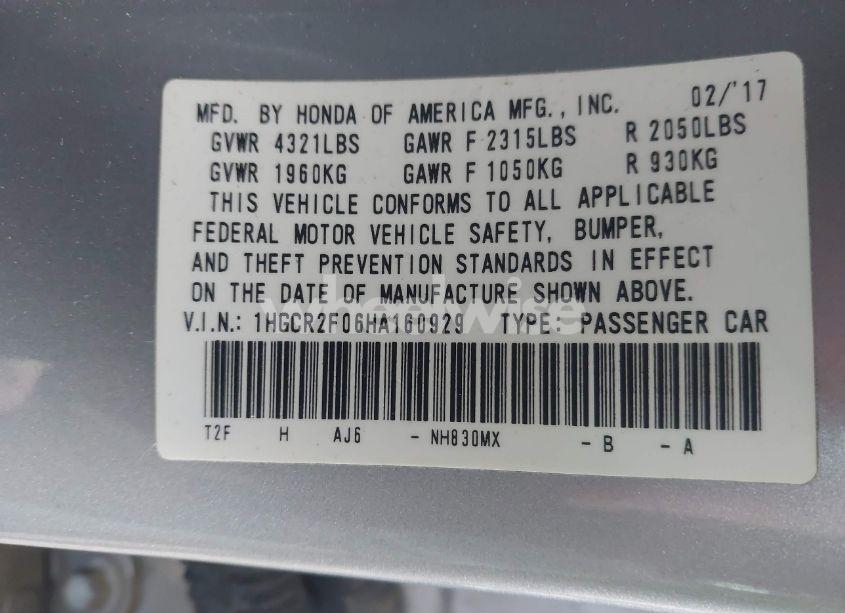 MFD. BY HONDA OF AMERICA MFG., INC. 02/'17
GVWR 4321LBS GAWR F 2315LBS R 2050LBS
GVWR 1960KG GAWR F 1050KG R 930KG
THIS VEHICLE CONFORMS TO ALL APPLICABLE
FEDERAL MOTOR VEHICLE SAFETY, BUMPER,
AND THEFT PREVENTION STANDARDS IN EFFECT
ON THE DATE OF MANUFACTURE SHOWN ABOVE.
wheelwise
V.I.N.: 1HGCR2F06HA160929 TYPE: PASSENGER CAR
T2F H AJ6 - NH830MX - B - A